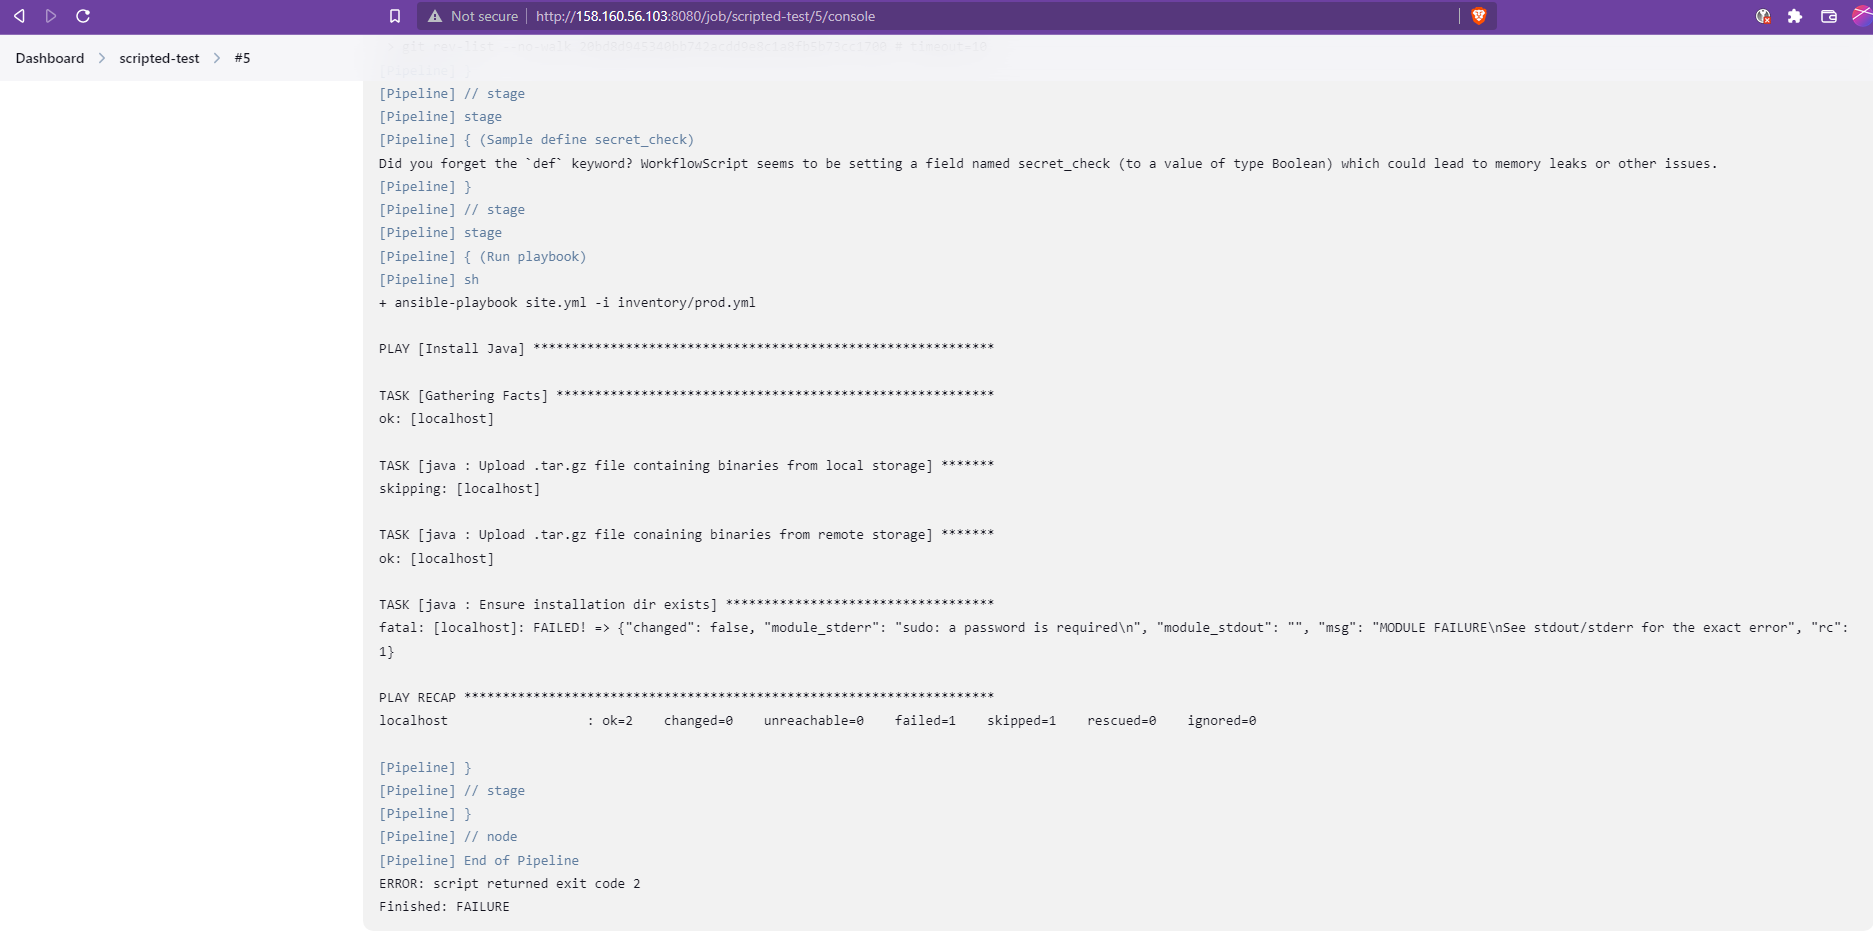 Not secure http://158.160.56.103:8080/job/scripted-test/5/console
Dashboard scripted-test #5
[Pipeline] // stage
[Pipeline] stage
[Pipeline] { (Sample define secret_check)
Did you forget the `def` keyword? WorkflowScript seems to be setting a field named secret_check (to a value of type Boolean) which could lead to memory leaks or other issues.
[Pipeline] }
[Pipeline] // stage
[Pipeline] stage
[Pipeline] { (Run playbook)
[Pipeline] sh
+ ansible-playbook site.yml -i inventory/prod.yml
PLAY [Install Java] ************************************************************
TASK [Gathering Facts] *********************************************************
ok: [localhost]
TASK [java : Upload .tar.gz file containing binaries from local storage] *******
skipping: [localhost]
TASK [java : Upload .tar.gz file conaining binaries from remote storage] *******
ok: [localhost]
TASK [java : Ensure installation dir exists] ***********************************
fatal: [localhost]: FAILED! => {"changed": false, "module_stderr": "sudo: a password is required\n", "module_stdout": "", "msg": "MODULE FAILURE\nSee stdout/stderr for the exact error", "rc":
1}
PLAY RECAP *********************************************************************
localhost : ok=2 changed=0 unreachable=0 failed=1 skipped=1 rescued=0 ignored=0
[Pipeline] }
[Pipeline] // stage
[Pipeline] }
[Pipeline] // node
[Pipeline] End of Pipeline
ERROR: script returned exit code 2
Finished: FAILURE